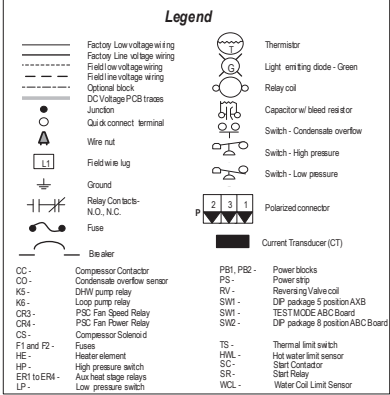 Legend
Factory Low voltage wiring
Factory Line voltage wiring
Field low voltage wiring
Field line voltage wiring
Optional block
DC Voltage PCB traces
Junction
Quick connect terminal
Wire nut
L1
Field wire lug
Ground
Relay Contacts-
N.O., N.C.
Fuse
Breaker
T
Thermistor
G
Light emitting diode - Green
Relay coil
Capacitor w/ bleed resistor
Switch - Condensate overflow
Switch - High pressure
Switch - Low pressure
P
2 3 1
Polarized connector
Current Transducer (CT)
CC - Compressor Contactor
CO - Condensate overflow sensor
K5 - DHW pump relay
K6 - Loop pump relay
CR3 - PSC Fan Speed Relay
CR4 - PSC Fan Power Relay
CS - Compressor Solenoid
F1 and F2 - Fuses
HE - Heater element
HP - High pressure switch
ER1 to ER4 - Aux heat stage relays
LP - Low pressure switch
PB1, PB2 - Power blocks
PS - Power strip
RV - Reversing Valve coil
SW1 - DIP package 5 position AXB
SW1 - TEST MODE ABC Board
SW2 - DIP package 8 position ABC Board
TS - Thermal limit switch
HWL - Hot water limit sensor
SC - Start Contactor
SR - Start Relay
WCL - Water Coil Limit Sensor